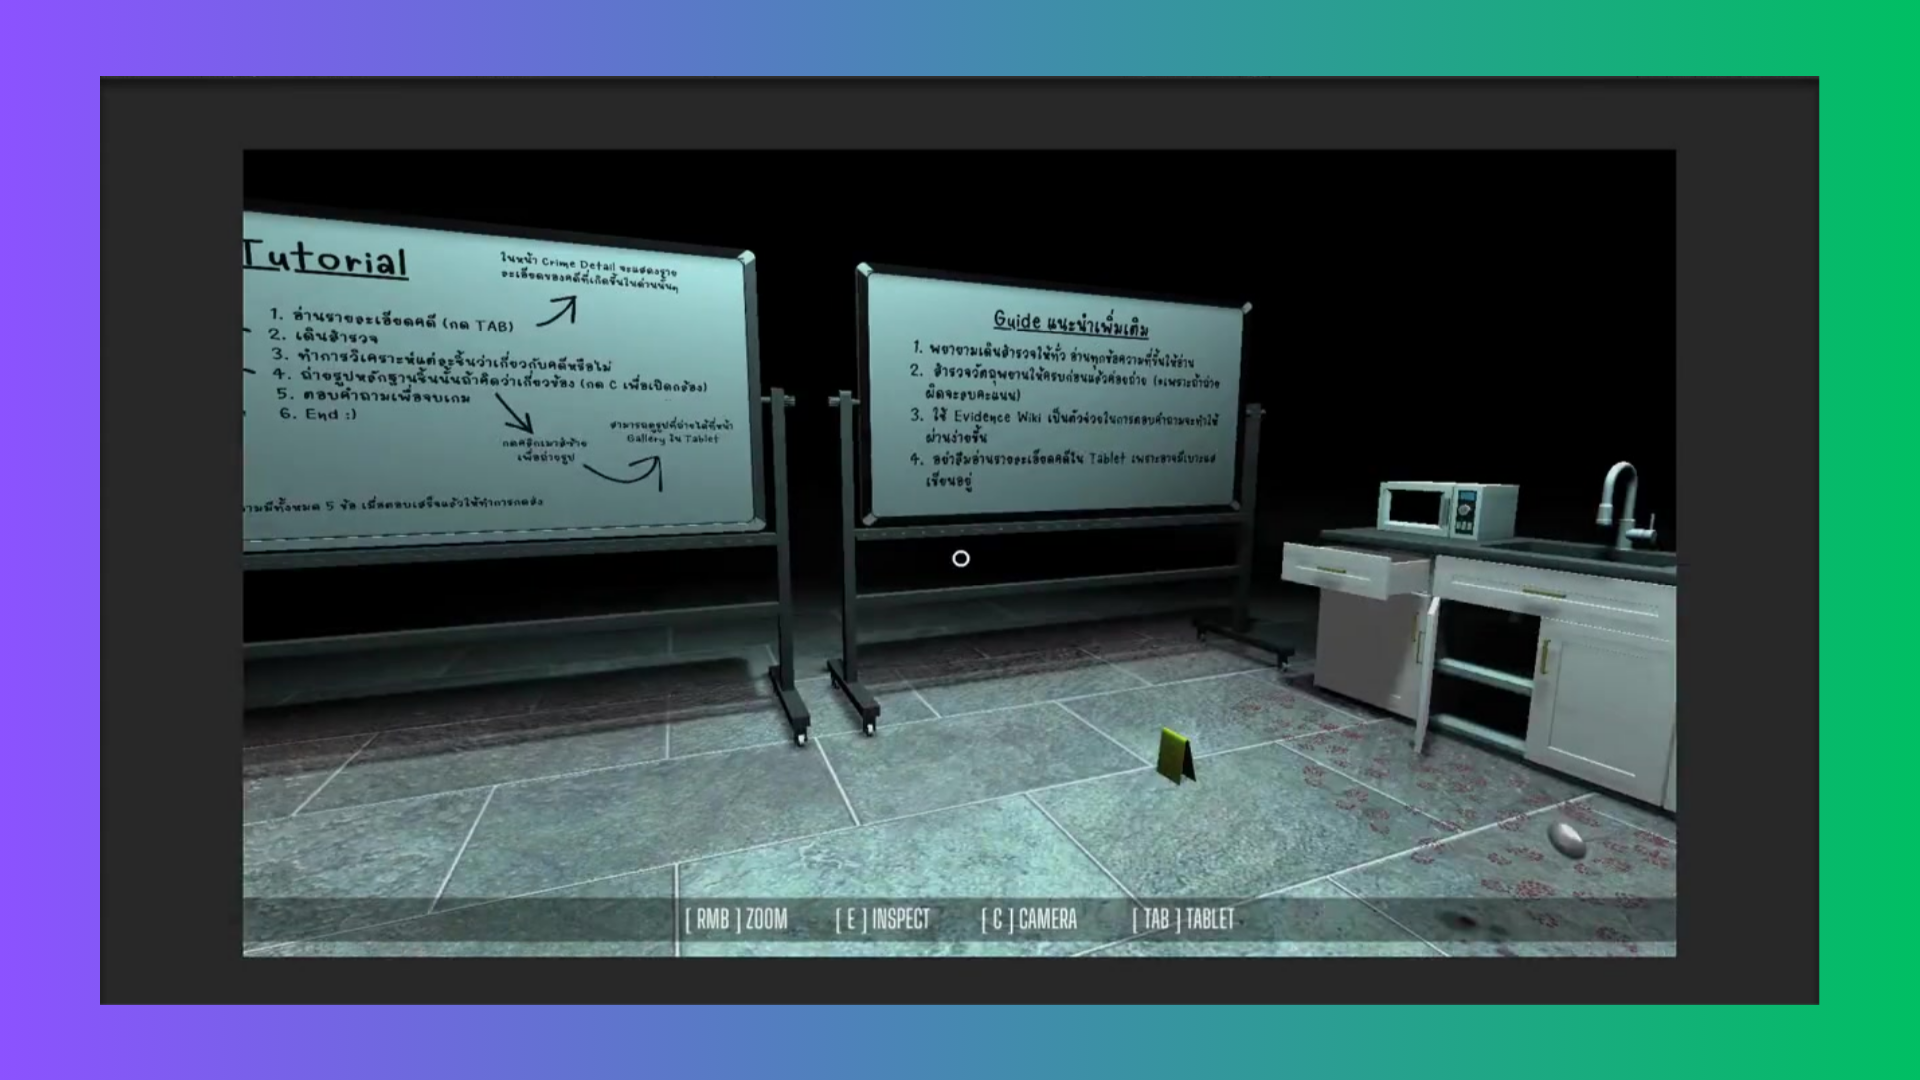 Tutorial
ในหน้า Crime Detail จะแสดงราย
ละเอียดของคดีที่เกิดขึ้นในด่านนั้นๆ
1. อ่านรายละเอียดคดี (กด TAB)
2. เดินสำรวจ
3. ทำการวิเคราะห์แต่ละชิ้นว่าเกี่ยวกับคดีหรือไม่
4. ถ่ายรูปหลักฐานชิ้นนั้นถ้าคิดว่าเกี่ยวข้อง (กด C เพื่อเปิดกล้อง)
5. ตอบคำถามเพื่อจบเกม
6. End :)
กดคลิกเมาส์ซ้าย
เพื่อถ่ายรูป
สามารถดูรูปที่ถ่ายได้ที่หน้า
Gallery ใน Tablet
ามมีทั้งหมด 5 ข้อ เมื่อตอบเสร็จแล้วให้ทำการกดส่ง
Guide แนะนำเพิ่มเติม
1. พยายามเดินสำรวจให้ทั่ว อ่านทุกข้อความที่ขึ้นให้อ่าน
2. สำรวจวัตถุพยานให้ครบก่อนแล้วค่อยถ่าย (เพราะถ้าถ่าย
ผิดจะลบคะแนน)
3. ใช้ Evidence Wiki เป็นตัวช่วยในการตอบคำถามจะทำให้
ผ่านง่ายขึ้น
4. อย่าลืมอ่านรายละเอียดคดีใน Tablet เพราะอาจมีเบาะแส
เขียนอยู่
[ RMB ] ZOOM [ E ] INSPECT [ C ] CAMERA [ TAB ] TABLET